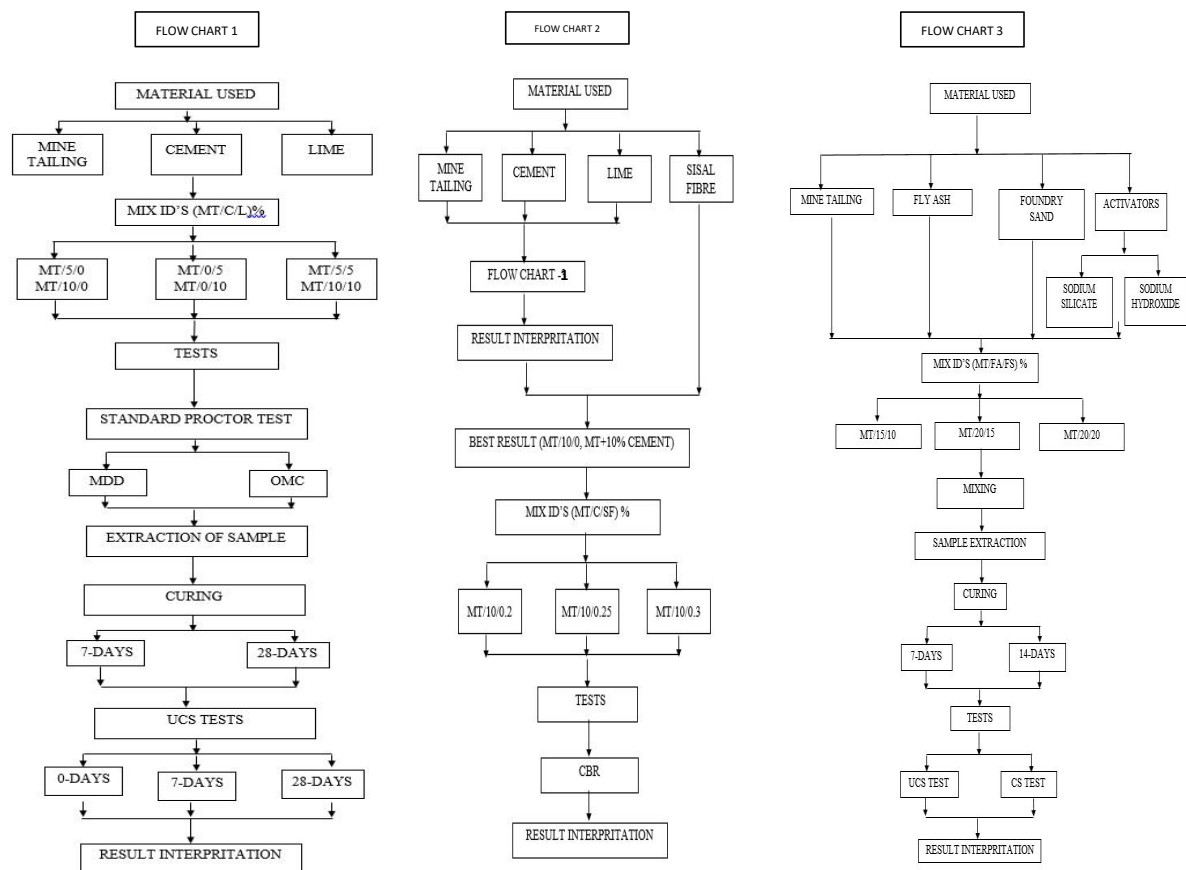 FLOW CHART 1
MATERIAL USED
MINE
TAILING
CEMENT
LIME
MIX ID’S (MT/C/L)%
MT/5/0
MT/10/0
MT/0/5
MT/0/10
MT/5/5
MT/10/10
TESTS
STANDARD PROCTOR TEST
MDD
OMC
EXTRACTION OF SAMPLE
CURING
7-DAYS
28-DAYS
UCS TESTS
0-DAYS
7-DAYS
28-DAYS
RESULT INTERPRITATION
FLOW CHART 2
MATERIAL USED
MINE
TAILING
CEMENT
LIME
SISAL
FIBRE
FLOW CHART -1
RESULT INTERPRITATION
BEST RESULT (MT/10/0, MT+10% CEMENT)
MIX ID’S (MT/C/SF) %
MT/10/0.2
MT/10/0.25
MT/10/0.3
TESTS
CBR
RESULT INTERPRITATION
FLOW CHART 3
MATERIAL USED
MINE TAILING
FLY ASH
FOUNDRY
SAND
ACTIVATORS
SODIUM
SILICATE
SODIUM
HYDROXIDE
MIX ID’S (MT/FA/FS) %
MT/15/10
MT/20/15
MT/20/20
MIXING
SAMPLE EXTRACTION
CURING
7-DAYS
14-DAYS
TESTS
UCS TEST
CS TEST
RESULT INTERPRITATION